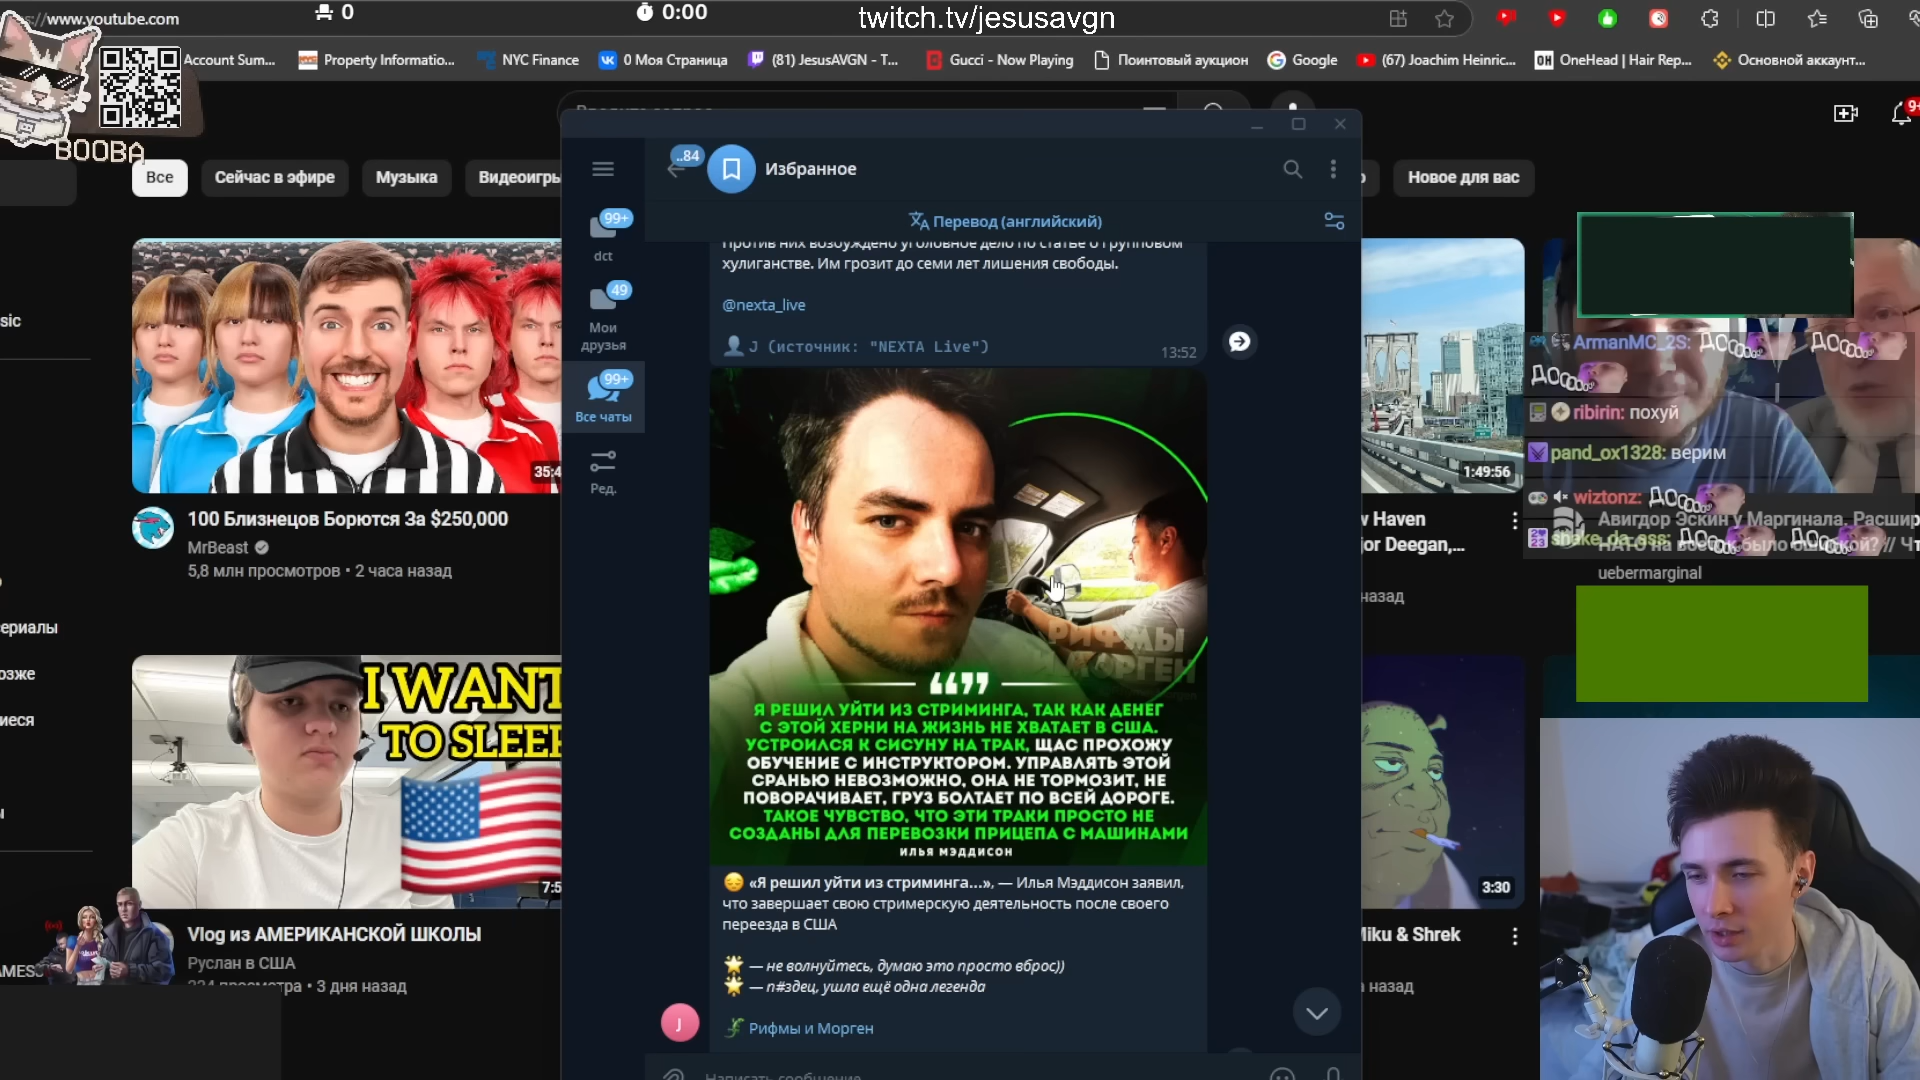 ://www.youtube.com
0
0:00
twitch.tv/jesusavgn
Account Sum...
Property Informatio...
NYC Finance
0 Моя Страница
(81) JesusAVGN - T...
Gucci - Now Playing
Поинтовый аукцион
Google
(67) Joachim Heinric...
OneHead | Hair Rep...
Основной аккаунт...
BOOBA
9+
Все
Сейчас в эфире
Музыка
Видеоигры
Новое для вас
..84
Избранное
Перевод (английский)
99+
dct
49
Мои
друзья
99+
Все чаты
Ред.
Против них возбуждено уголовное дело по статье о групповом
хулиганстве. Им грозит до семи лет лишения свободы.
@nexta_live
J (источник: "NEXTA Live")
13:52
РИФМЫ
И МОРГЕН
Я РЕШИЛ УЙТИ ИЗ СТРИМИНГА, ТАК КАК ДЕНЕГ
С ЭТОЙ ХЕРНИ НА ЖИЗНЬ НЕ ХВАТАЕТ В США.
УСТРОИЛСЯ К СИСУНУ НА ТРАК, ЩАС ПРОХОЖУ
ОБУЧЕНИЕ С ИНСТРУКТОРОМ. УПРАВЛЯТЬ ЭТОЙ
СРАНЬЮ НЕВОЗМОЖНО, ОНА НЕ ТОРМОЗИТ, НЕ
ПОВОРАЧИВАЕТ, ГРУЗ БОЛТАЕТ ПО ВСЕЙ ДОРОГЕ.
ТАКОЕ ЧУВСТВО, ЧТО ЭТИ ТРАКИ ПРОСТО НЕ
СОЗДАНЫ ДЛЯ ПЕРЕВОЗКИ ПРИЦЕПА С МАШИНАМИ
ИЛЬЯ МЭДДИСОН
«Я решил уйти из стриминга...», — Илья Мэддисон заявил,
что завершает свою стримерскую деятельность после своего
переезда в США
— не волнуйтесь, думаю это просто вброс))
— п#здец, ушла ещё одна легенда
J
Рифмы и Морген
Написать сообщение...
sic
ериалы
озже
иеся
35:4
100 Близнецов Борются За $250,000
MrBeast
5,8 млн просмотров • 2 часа назад
I WANT
TO SLEEP
7:5
Vlog из АМЕРИКАНСКОЙ ШКОЛЫ
Руслан в США
просмотра • 3 дня назад
1:49:56
w Haven
jor Deegan,...
назад
3:30
Miku & Shrek
назад
ArmanMC_2S:
ribirin: похуй
pand_ox1328: верим
wiztonz:
snake_da_ass:
Авигдор Эскин у Маргинала. Расшир
НАТО на восток было ошибкой? // Чт
uebermarginal